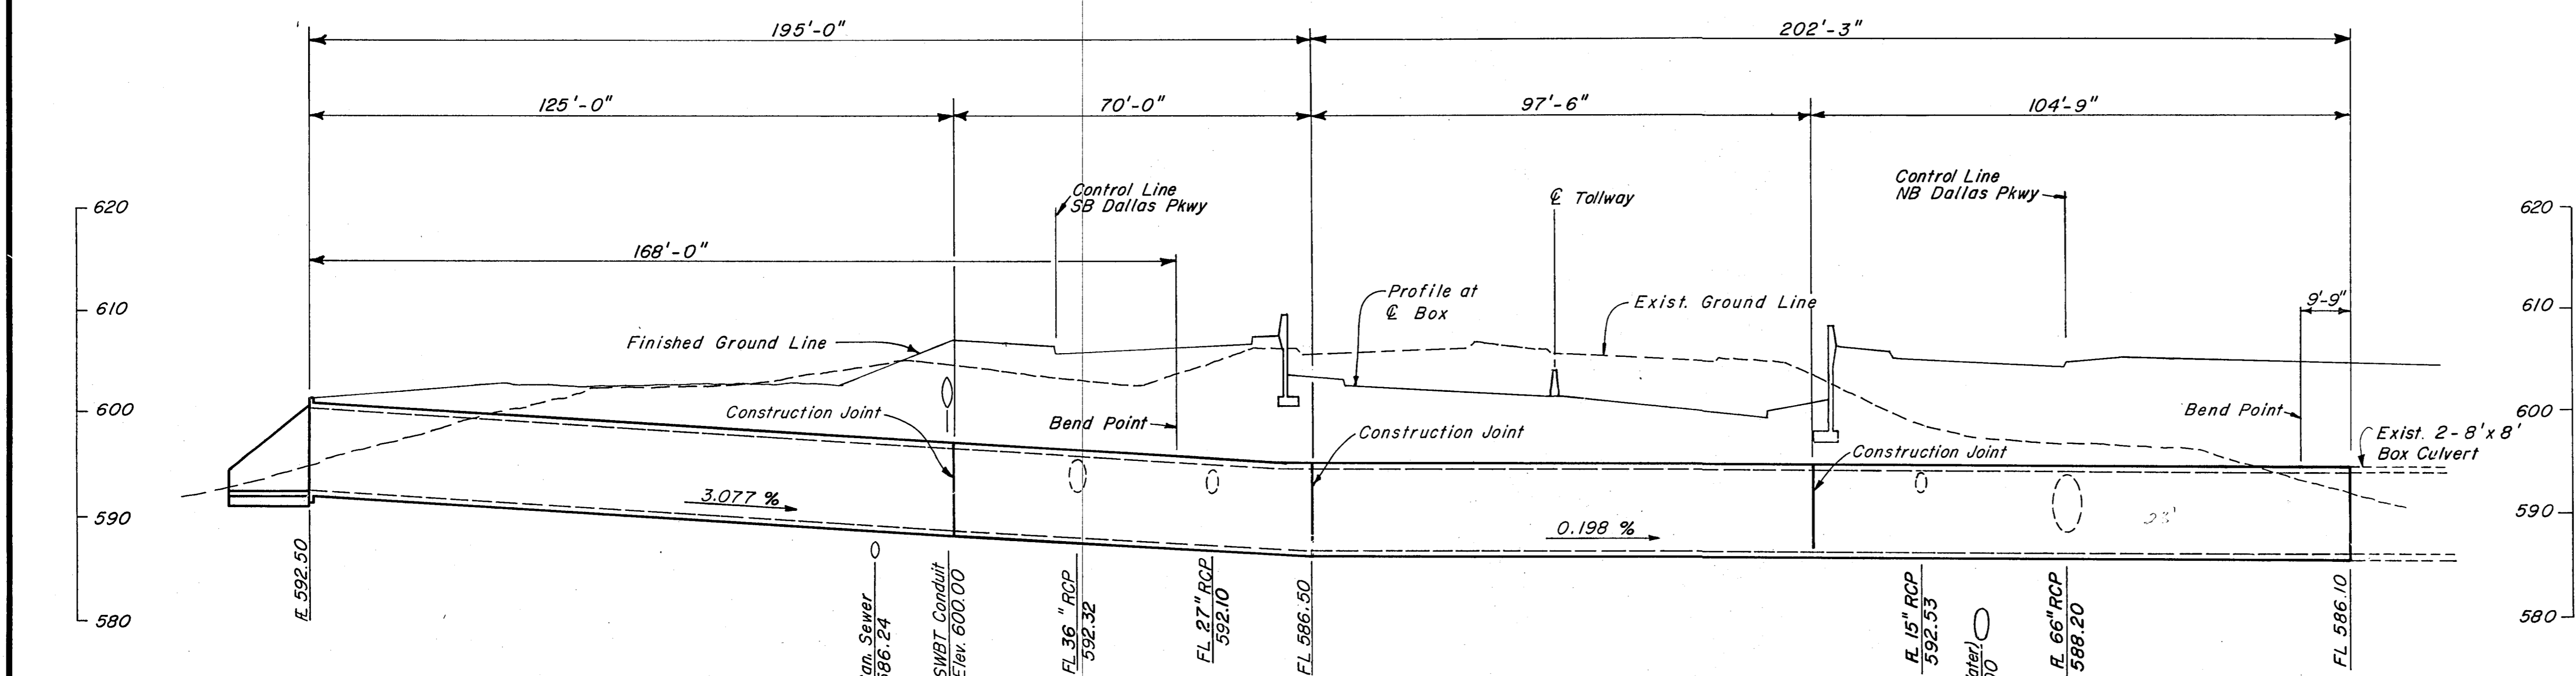 195'-0"
202'-3"
125'-0"
70'-0"
97'-6"
104'-9"
Control Line
SB Dallas Pkwy
℄ Tollway
Control Line
NB Dallas Pkwy
620
620
168'-0"
610
Finished Ground Line
Profile at
℄ Box
Exist. Ground Line
9'-9"
610
600
Construction Joint
Bend Point
Construction Joint
Construction Joint
Bend Point
600
Exist. 2-8'x8'
Box Culvert
590
3.077 %
0.198 %
23'
590
580
580
FL 592.50
Sewer
586.24
SWBT Conduit
Elev. 600.00
FL 36" RCP
592.32
FL 27" RCP
592.10
FL 586.50
FL 15" RCP
592.53
FL 66" RCP
588.20
FL 586.10